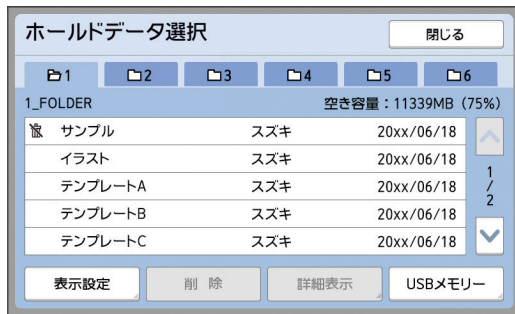 ホールドデータ選択 閉じる
1 2 3 4 5 6
1_FOLDER 空き容量：11339MB (75%)
サンプル スズキ 20xx/06/18
イラスト スズキ 20xx/06/18
テンプレートA スズキ 20xx/06/18
テンプレートB スズキ 20xx/06/18
テンプレートC スズキ 20xx/06/18
1
/
2
表示設定 削 除 詳細表示 USBメモリー